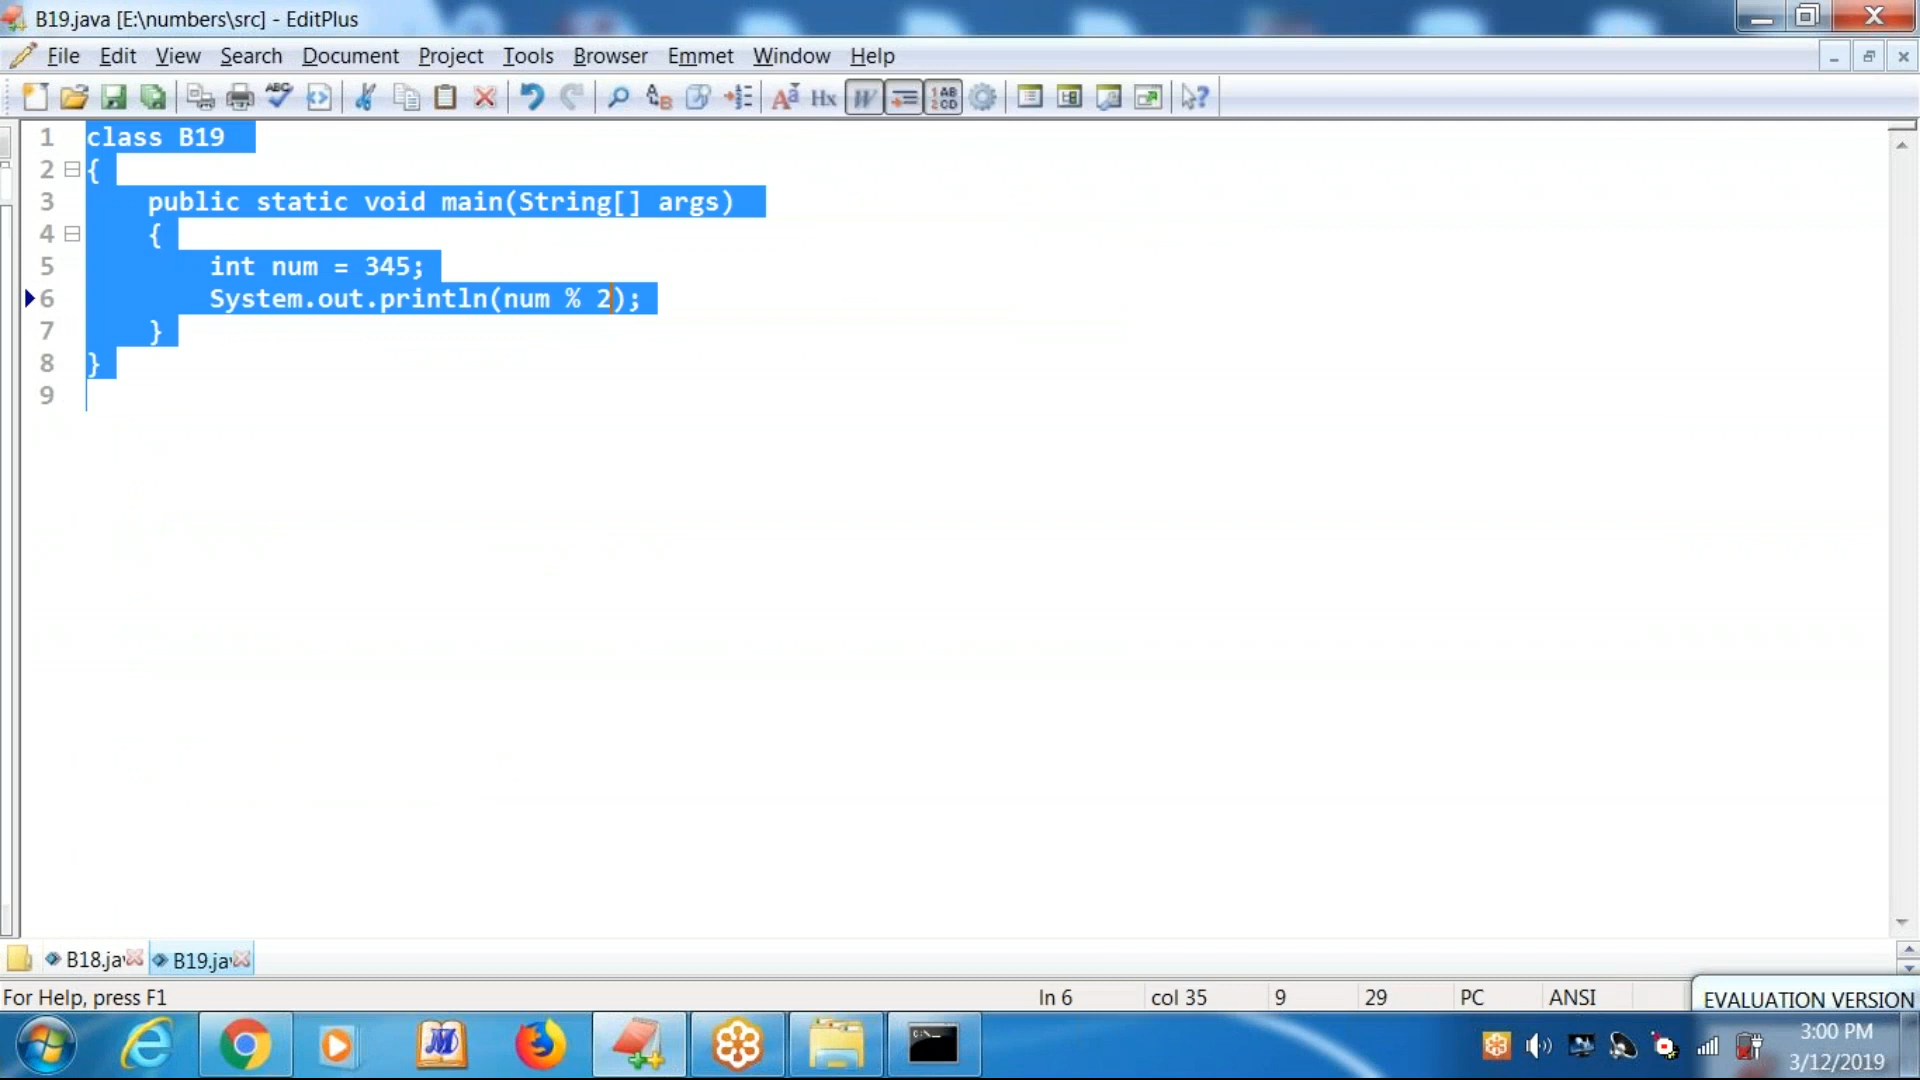 B19.java [E:\numbers\src] - EditPlus
File Edit View Search Document Project Tools Browser Emmet Window Help
1 class B19
2 {
3 public static void main(String[] args)
4 {
5 int num = 345;
6 System.out.println(num % 2);
7 }
8 }
9
B18.jav B19.jav
For Help, press F1 ln 6 col 35 9 29 PC ANSI EVALUATION VERSION
3:00 PM
3/12/2019